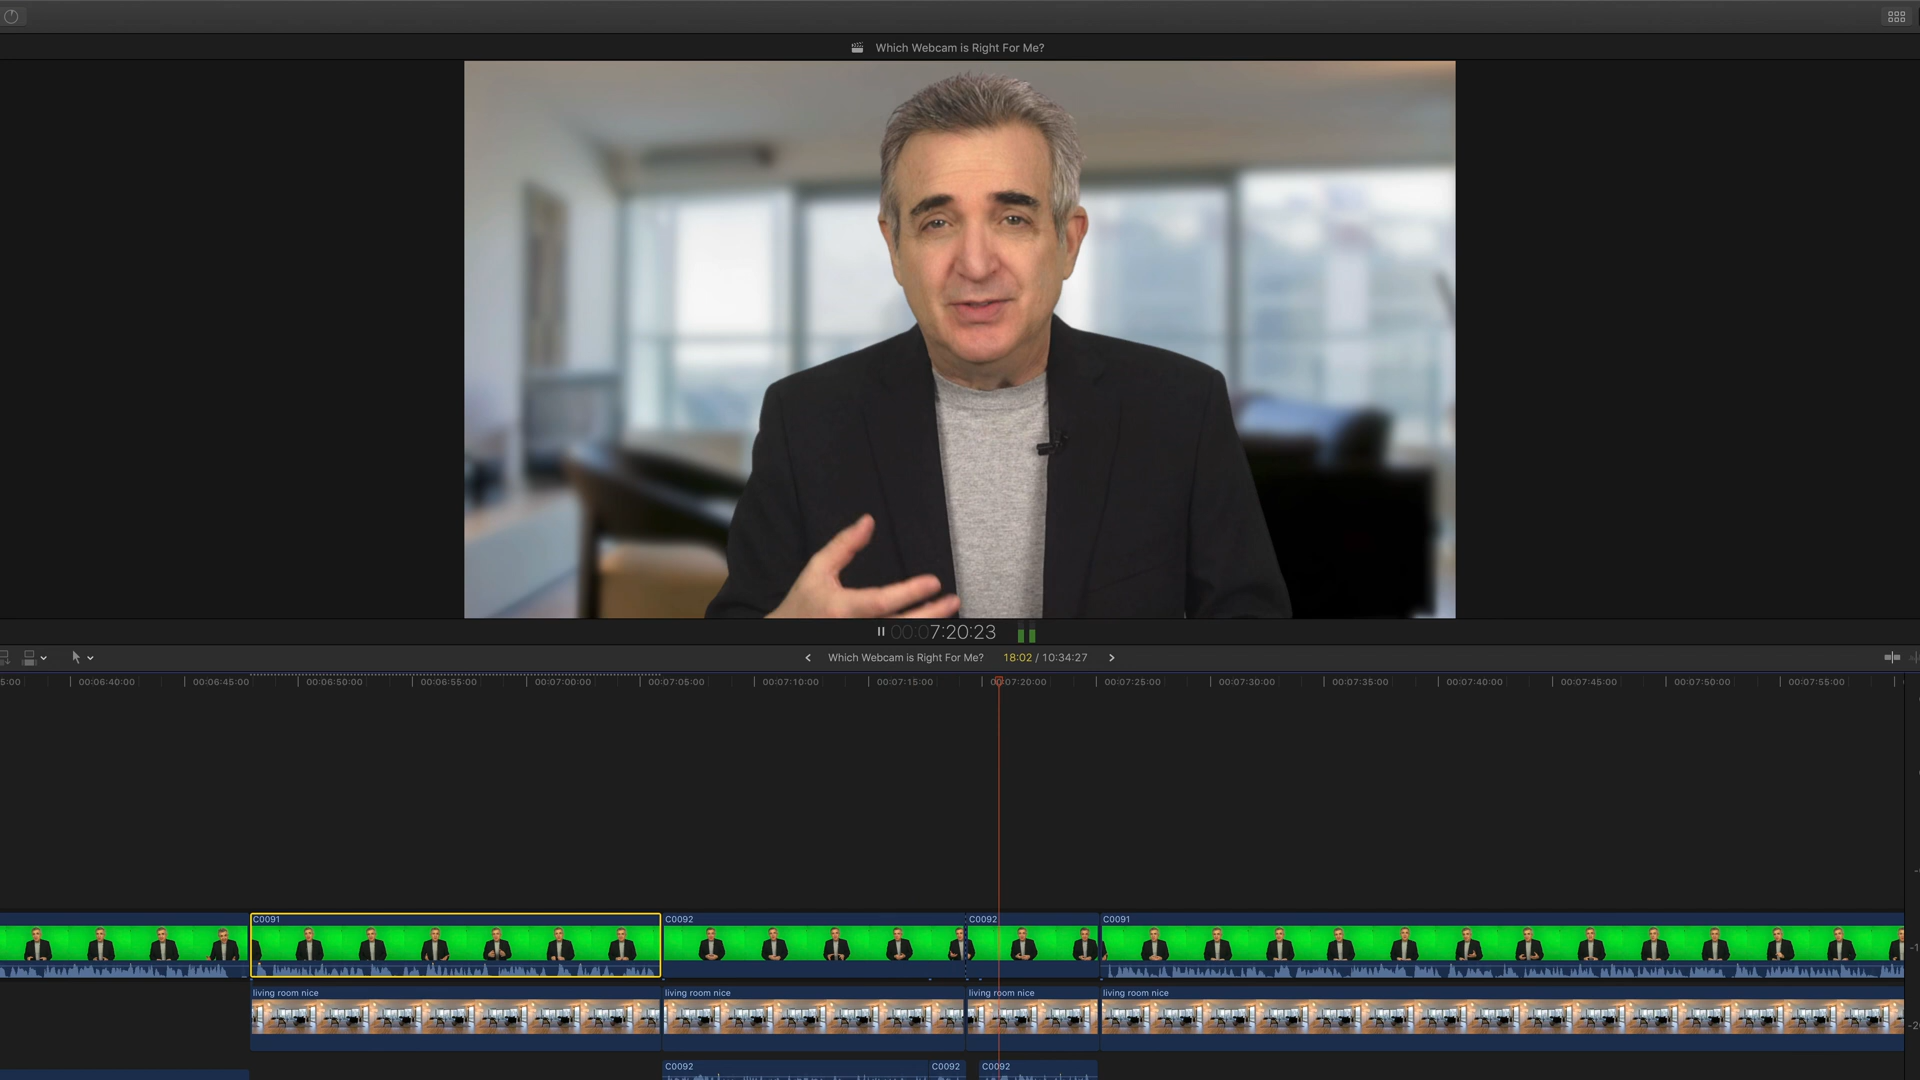 Which Webcam is Right For Me?
00:07:20:23
Which Webcam is Right For Me? 18:02 / 10:34:27
5:00 00:06:40:00 00:06:45:00 00:06:50:00 00:06:55:00 00:07:00:00 00:07:05:00 00:07:10:00 00:07:15:00 00:07:20:00 00:07:25:00 00:07:30:00 00:07:35:00 00:07:40:00 00:07:45:00 00:07:50:00 00:07:55:00
C0091 C0092 C0092 C0091
living room nice living room nice living room nice living room nice
C0092 C0092 C0092